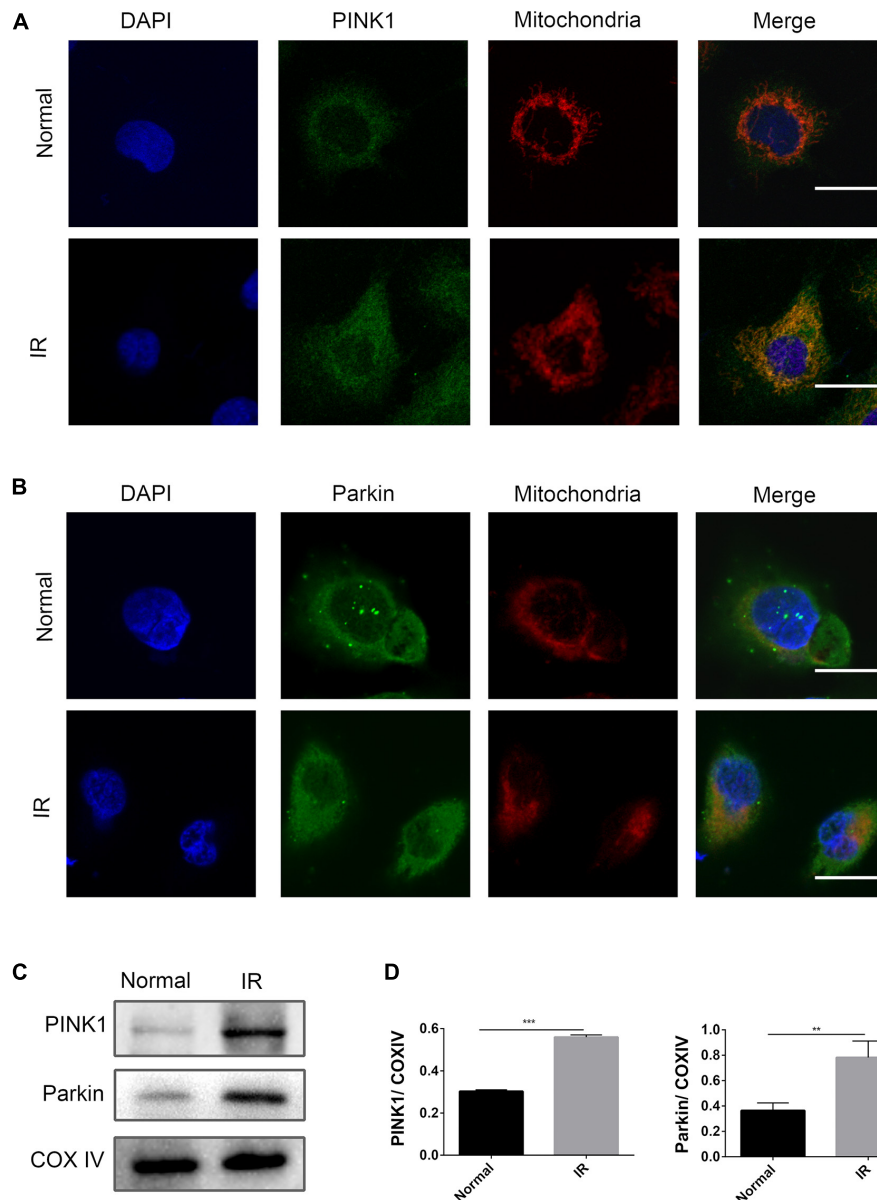 A
DAPI PINK1 Mitochondria Merge
Normal
IR
B
DAPI Parkin Mitochondria Merge
Normal
IR
C
Normal IR
PINK1
Parkin
COX IV
D
PINK1/ COXIV
0.6
0.4
0.2
0.0
***
Normal IR
Parkin/ COXIV
1.0
0.8
0.6
0.4
0.2
0.0
**
Normal IR